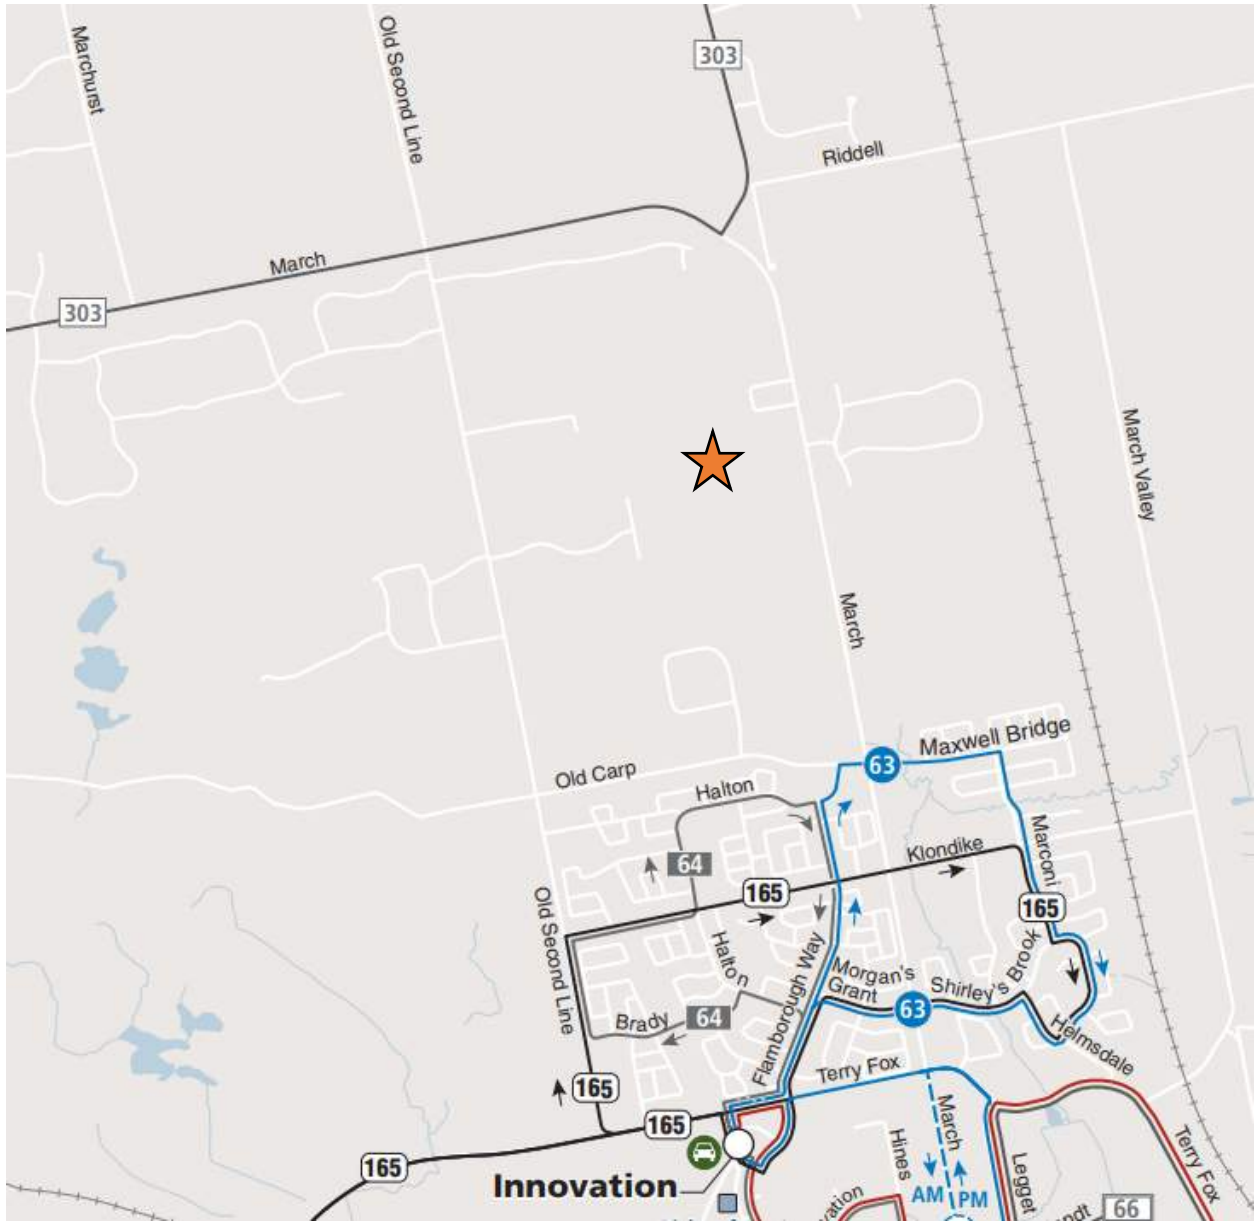 Marchurst
Old Second Line
303
Riddell
March
303
March Valley
March
Maxwell Bridge
63
Old Carp
Halton
64
Klondike
Marconi
165
165
Old Second Line
Halton
Flamborough Way
Morgan's
Grant
Shirley's Brook
63
Brady
64
Helmsdale
Terry Fox
165
165
March
165
Hines
Legget
Terry Fox
Innovation
AM
PM
66